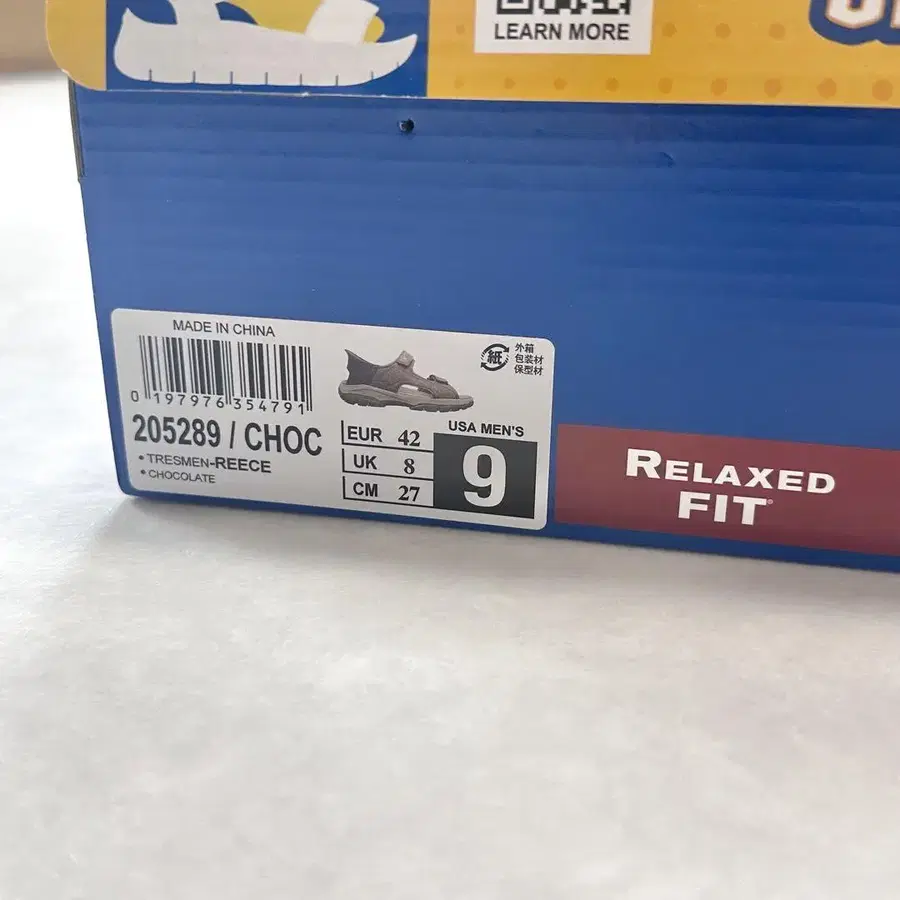 LEARN MORE
MADE IN CHINA
0 197976 354791
205289 / CHOC
• TRESMEN-REECE
• CHOCOLATE
紙
外箱
包装材
保型材
EUR 42
UK 8
CM 27
USA MEN'S
9
RELAXED
FIT